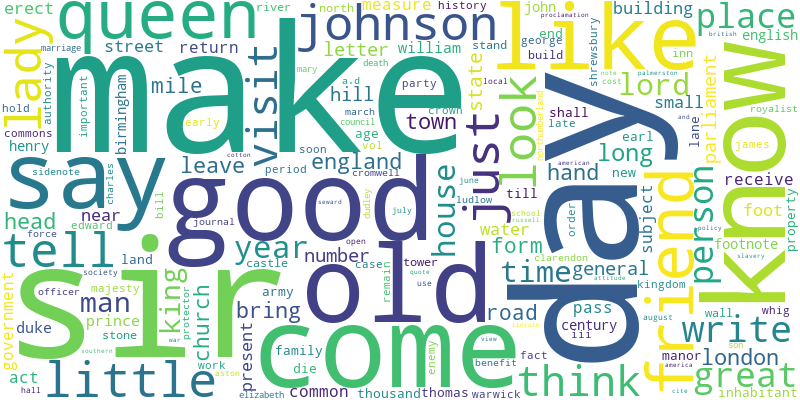 erect
queen
river
street
return
north
johnson
measure
history
letter
william
john
end
george
build
stand
like
proclamation
building
shrewsbury
place
english
british
lady
hold
commons
henry
authority
marriage
important
birmingham
mile
early
make
visit
mary
a.d
death
party
hill
march
council
crown
age
vol
town
state
local
look
inn
palmerston
note
cost
lord
small
royalist
and
lane
parliament
james
know
say
sidenote
charles
bill
leave
soon
period
cotton
england
cromwell
just
northumberland
shall
late
earl
american
long
hand
new
day
friend
person
receive
foot
footnote
property
head
near
edward
force
journal
good
dudley
june
july
seward
house
till
ludlow
water
school
russell
form
order
clarendon
subject
policy
slavery
whig
tell
land
year
castle
number
case
open
tower
remain
quote
use
old
time
general
attitude
kingdom
wall
government
officer
society
majesty
man
prince
duke
stone
southern
war
sir
king
protector
church
work
army
bring
present
family
die
come
enemy
road
pass
century
iii
view
lincoln
benefit
fact
august
write
son
manor
london
america
great
cite
inhabitant
act
hall
little
aston
elizabeth
common
thousand
thomas
warwick
think